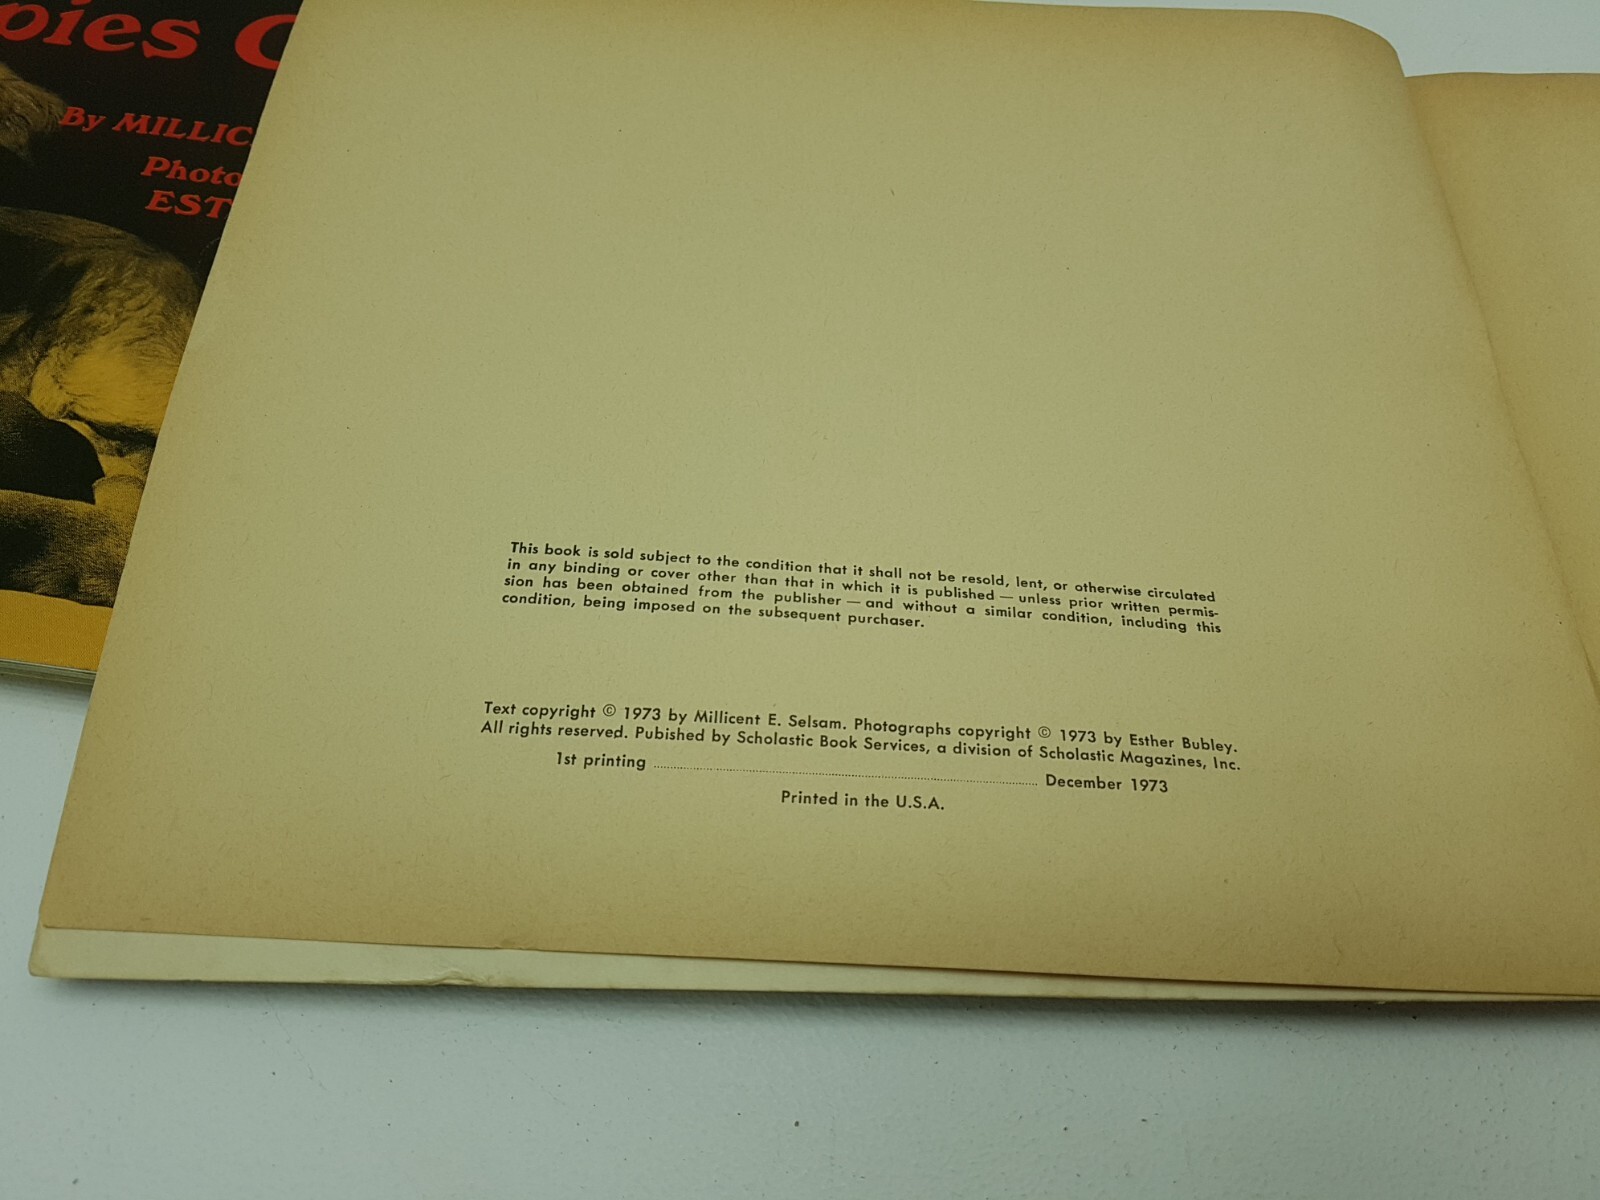 pies
By MILLIC
Photo
EST
This book is sold subject to the condition that it shall not be resold, lent, or otherwise circulated
in any binding or cover other than that in which it is published — unless prior written permis-
sion has been obtained from the publisher — and without a similar condition, including this
condition, being imposed on the subsequent purchaser.
Text copyright © 1973 by Millicent E. Selsam. Photographs copyright © 1973 by Esther Bubley.
All rights reserved. Pubished by Scholastic Book Services, a division of Scholastic Magazines, Inc.
1st printing ........................................ December 1973
Printed in the U.S.A.